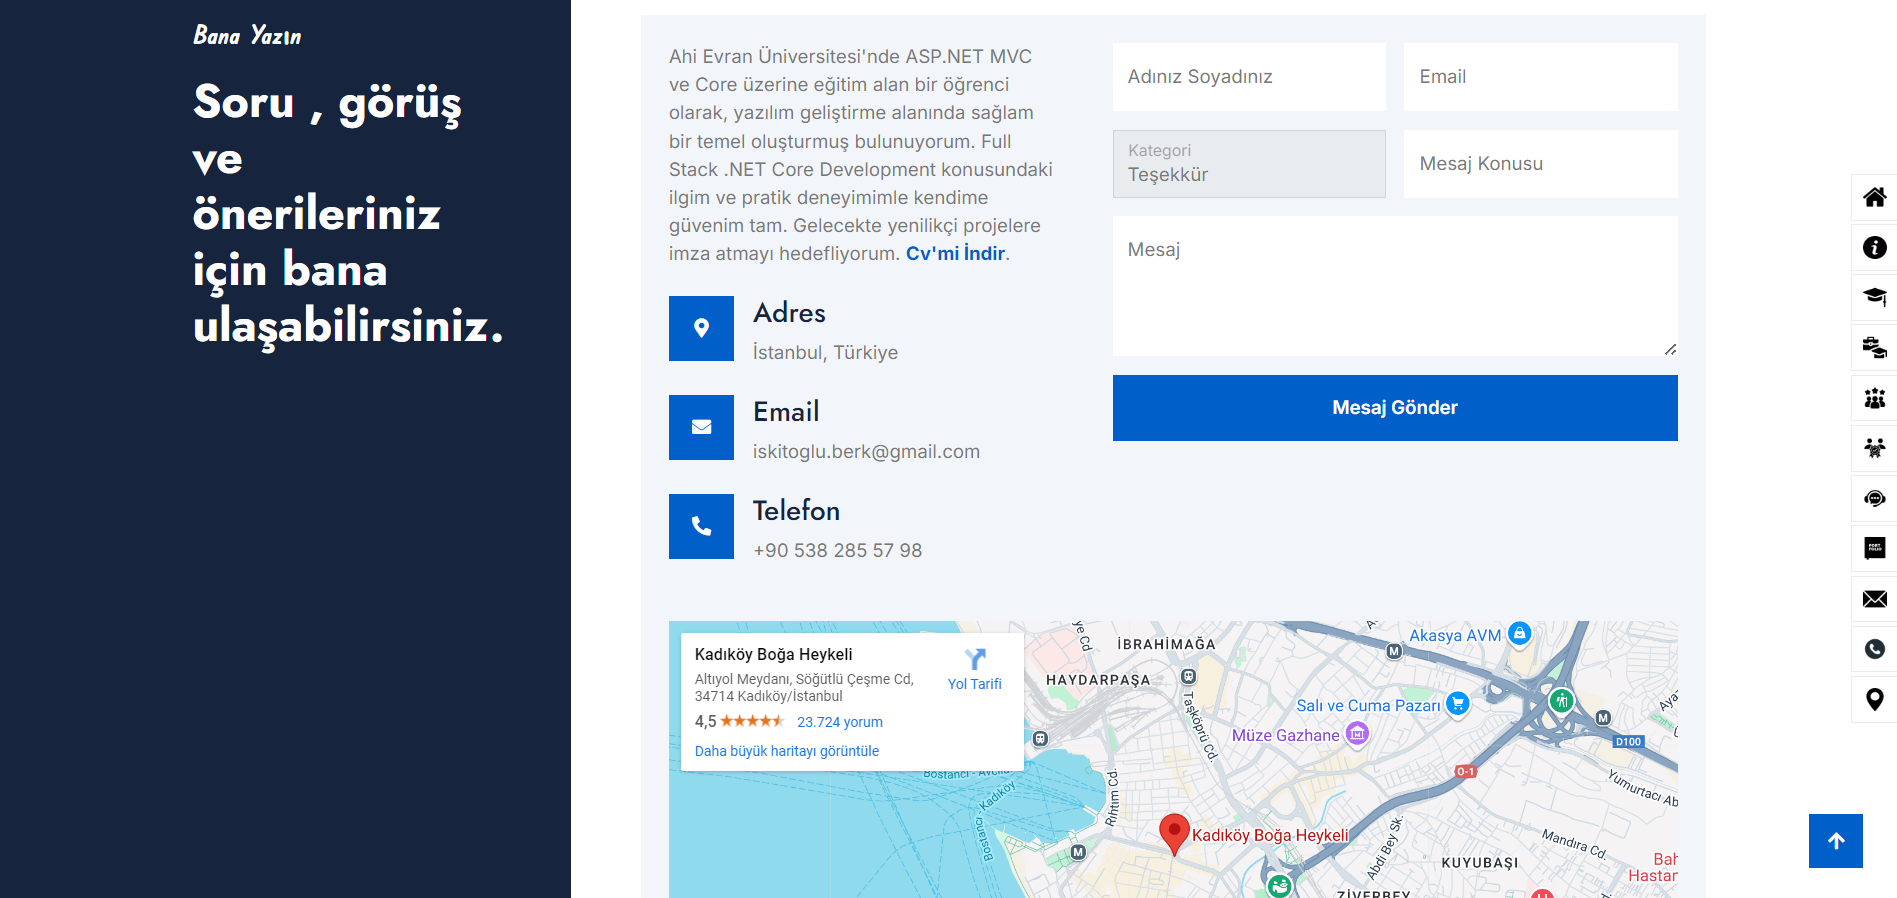 Bana Yazın
Soru , görüş
ve
önerileriniz
için bana
ulaşabilirsiniz.
Ahi Evran Üniversitesi'nde ASP.NET MVC
ve Core üzerine eğitim alan bir öğrenci
olarak, yazılım geliştirme alanında sağlam
bir temel oluşturmuş bulunuyorum. Full
Stack .NET Core Development konusundaki
ilgim ve pratik deneyimimle kendime
güvenim tam. Gelecekte yenilikçi projelere
imza atmayı hedefliyorum. Cv'mi İndir.
Adres
İstanbul, Türkiye
Email
iskitoglu.berk@gmail.com
Telefon
+90 538 285 57 98
Adınız Soyadınız
Email
Kategori
Teşekkür
Mesaj Konusu
Mesaj
Mesaj Gönder
Kadıköy Boğa Heykeli
Altıyol Meydanı, Söğütlü Çeşme Cd,
34714 Kadıköy/İstanbul
Yol Tarifi
4,5
23.724 yorum
Daha büyük haritayı görüntüle
İBRAHİMAĞA
Akasya AVM
M
HAYDARPAŞA
Taşköprü Cd.
Salı ve Cuma Pazarı
M
Müze Gazhane
D100
O-1
Yumurtacı Ab
Bostancı - Kadıköy
Bostancı
Rıhtım Cd.
Kadıköy Boğa Heykeli
Abdi Bey Sk.
Mandıra Cd.
M
KUYUBAŞI
Bah
Hastan
ZİVERBEY